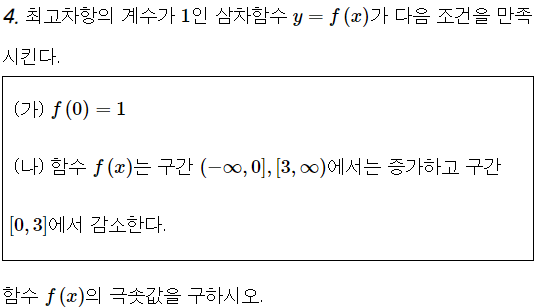 4. 최고차항의 계수가 1인 삼차함수 y = f(x)가 다음 조건을 만족
시킨다.
(가) f(0) = 1
(나) 함수 f(x)는 구간 (−∞, 0], [3, ∞)에서는 증가하고 구간
[0, 3]에서 감소한다.
함수 f(x)의 극솟값을 구하시오.